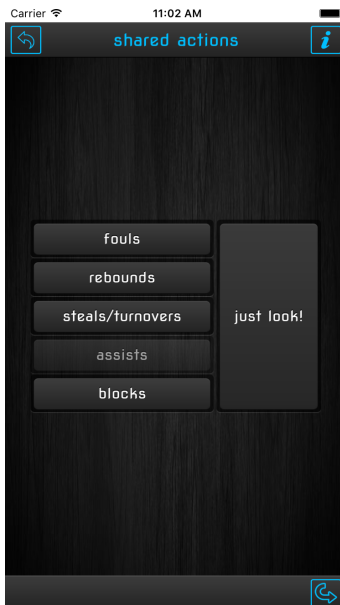 Carrier 11:02 AM
shared actions i
fouls
rebounds
steals/turnovers
just look!
assists
blocks